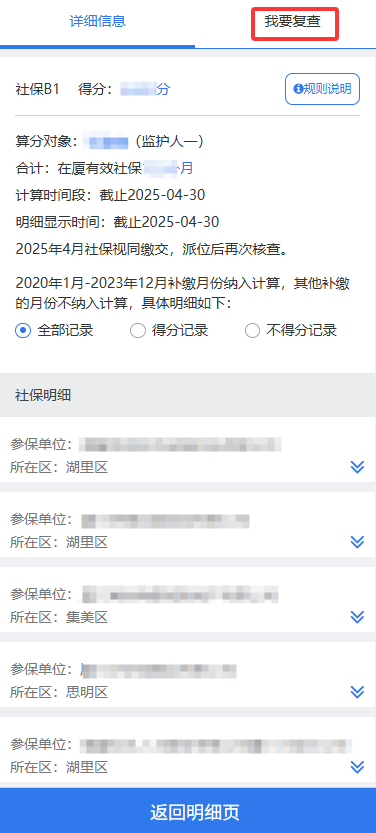 详细信息
我要复查
社保B1 得分： 分
规则说明
算分对象： （监护人一）
合计：在厦有效社保 个月
计算时间段：截止2025-04-30
明细显示时间：截止2025-04-30
2025年4月社保视同缴交，派位后再次核查。
2020年1月-2023年12月补缴月份纳入计算，其他补缴
的月份不纳入计算，具体明细如下：
全部记录 得分记录 不得分记录
社保明细
参保单位：
所在区：湖里区
参保单位：
所在区：湖里区
参保单位：
所在区：集美区
参保单位：
所在区：思明区
参保单位：
所在区：湖里区
返回明细页